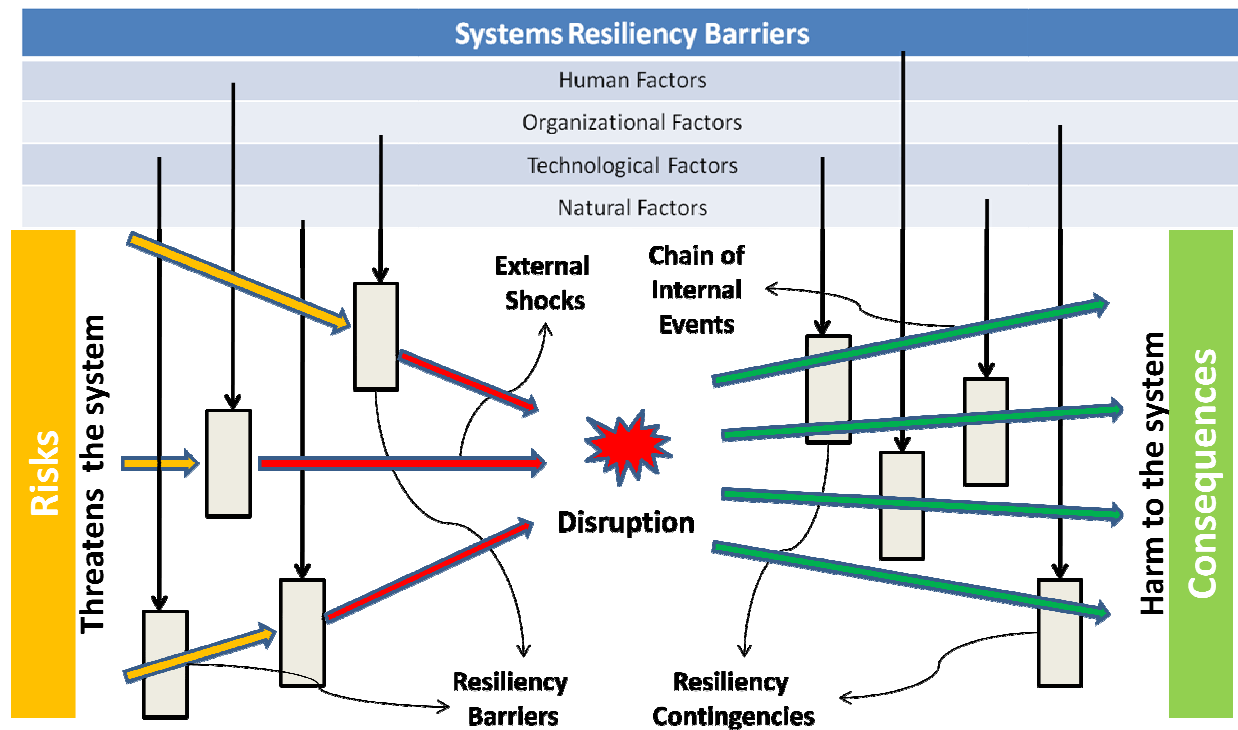 Systems Resiliency Barriers
Human Factors
Organizational Factors
Technological Factors
Natural Factors
Risks
Threatens the system
External
Shocks
Chain of
Internal
Events
Disruption
Resiliency
Barriers
Resiliency
Contingencies
Harm to the system
Consequences